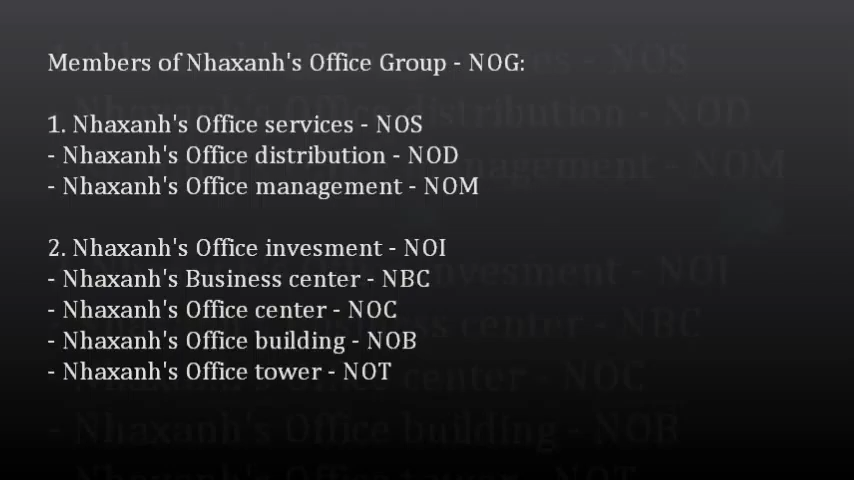 Members of Nhaxanh's Office Group - NOG:
1. Nhaxanh's Office services - NOS
- Nhaxanh's Office distribution - NOD
- Nhaxanh's Office management - NOM
2. Nhaxanh's Office invesment - NOI
- Nhaxanh's Business center - NBC
- Nhaxanh's Office center - NOC
- Nhaxanh's Office building - NOB
- Nhaxanh's Office tower - NOT